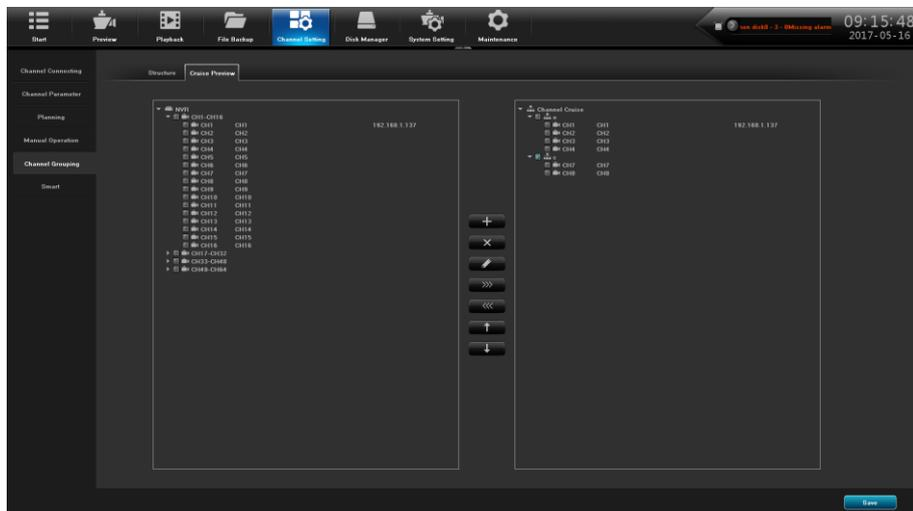 Start
Preview
Playback
File Backup
Channel Setting
Disk Manager
System Setting
Maintenance
09:15:48
2017-05-16
Channel Connecting
Channel Parameter
Planning
Manual Operation
Channel Grouping
Smart
Structure Cruise Preview
NVR
CH1-CH16
CH1 CH1 192.168.1.137
CH2 CH2
CH3 CH3
CH4 CH4
CH5 CH5
CH6 CH6
CH7 CH7
CH8 CH8
CH9 CH9
CH10 CH10
CH11 CH11
CH12 CH12
CH13 CH13
CH14 CH14
CH15 CH15
CH16 CH16
CH17-CH32
CH33-CH48
CH49-CH64
Channel Cruise
CH1 CH1 192.168.1.137
CH2 CH2
CH3 CH3
CH4 CH4
CH7 CH7
CH8 CH8
Save